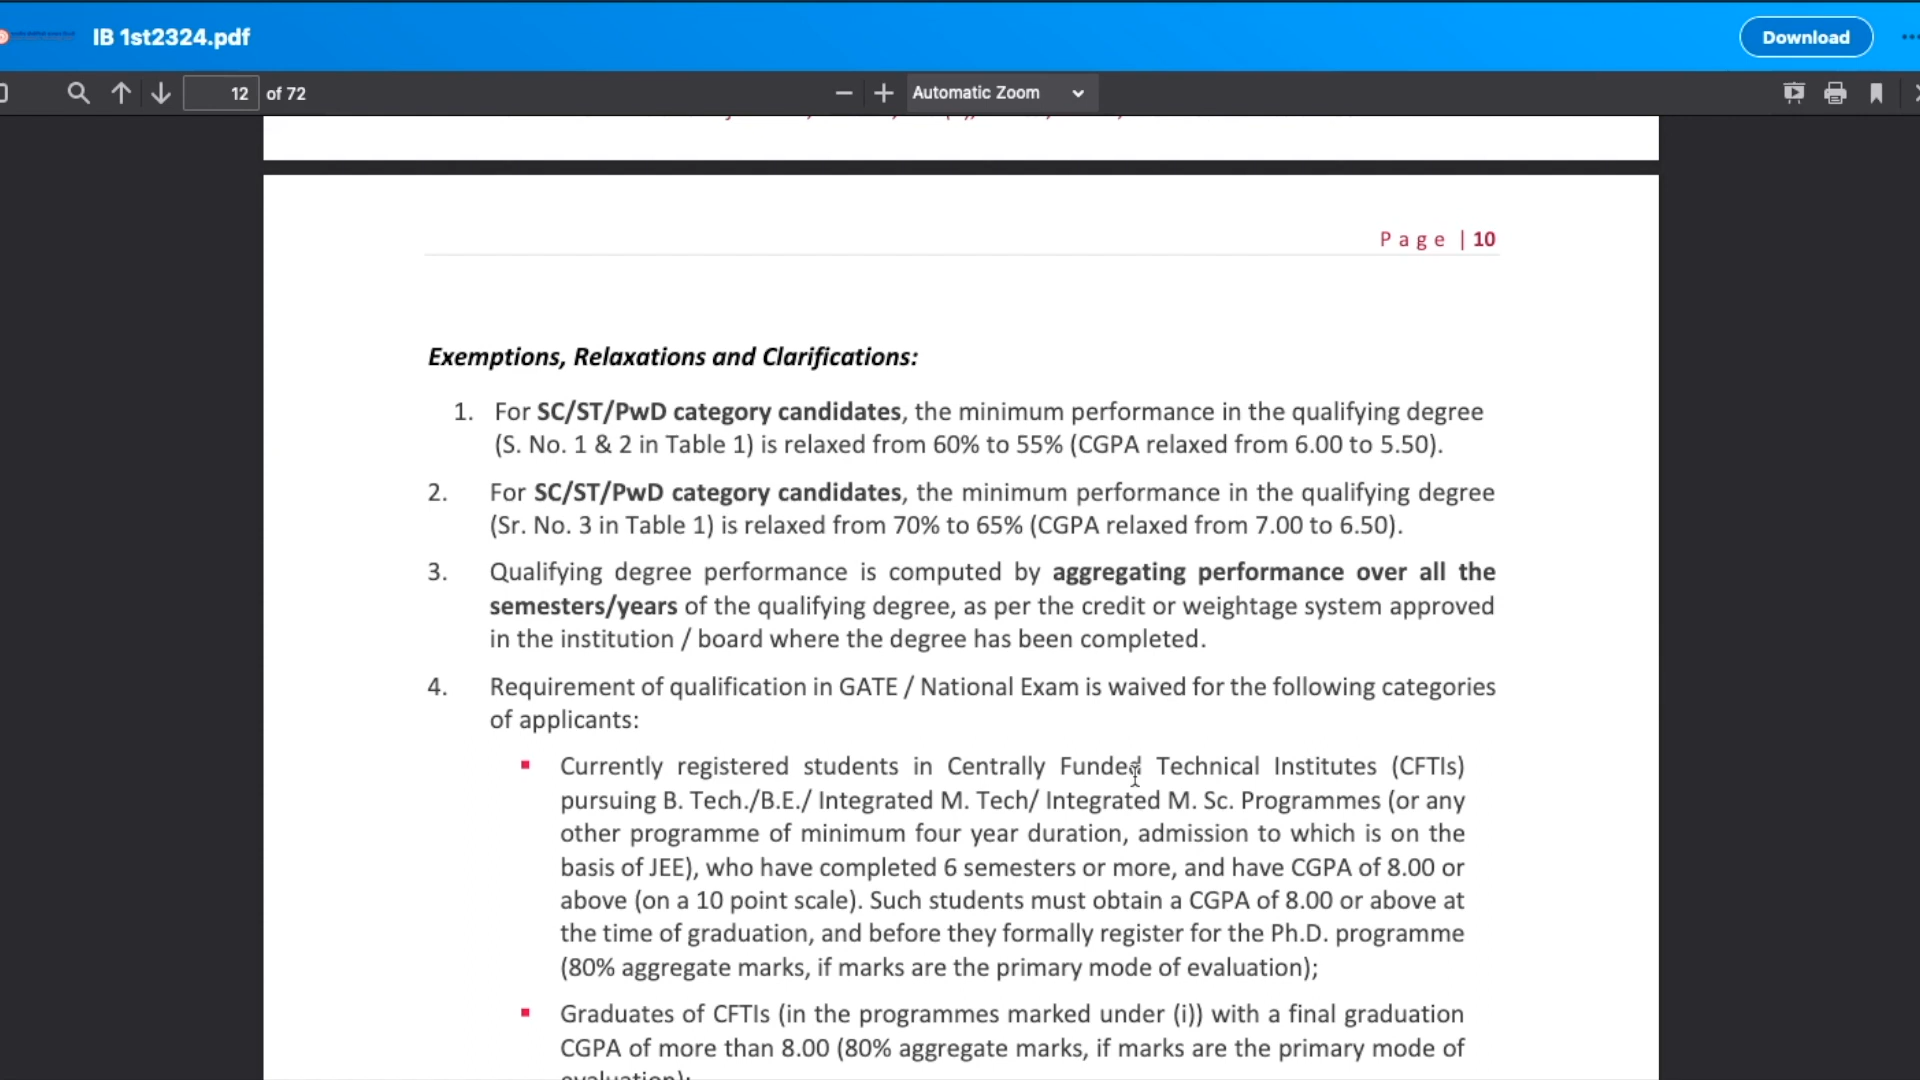 IB 1st2324.pdf
Download
12 of 72
Automatic Zoom
Page | 10
Exemptions, Relaxations and Clarifications:
1. For SC/ST/PwD category candidates, the minimum performance in the qualifying degree
(S. No. 1 & 2 in Table 1) is relaxed from 60% to 55% (CGPA relaxed from 6.00 to 5.50).
2. For SC/ST/PwD category candidates, the minimum performance in the qualifying degree
(Sr. No. 3 in Table 1) is relaxed from 70% to 65% (CGPA relaxed from 7.00 to 6.50).
3. Qualifying degree performance is computed by aggregating performance over all the
semesters/years of the qualifying degree, as per the credit or weightage system approved
in the institution / board where the degree has been completed.
4. Requirement of qualification in GATE / National Exam is waived for the following categories
of applicants:
Currently registered students in Centrally Funded Technical Institutes (CFTIs)
pursuing B. Tech./B.E./ Integrated M. Tech/ Integrated M. Sc. Programmes (or any
other programme of minimum four year duration, admission to which is on the
basis of JEE), who have completed 6 semesters or more, and have CGPA of 8.00 or
above (on a 10 point scale). Such students must obtain a CGPA of 8.00 or above at
the time of graduation, and before they formally register for the Ph.D. programme
(80% aggregate marks, if marks are the primary mode of evaluation);
Graduates of CFTIs (in the programmes marked under (i)) with a final graduation
CGPA of more than 8.00 (80% aggregate marks, if marks are the primary mode of
evaluation);